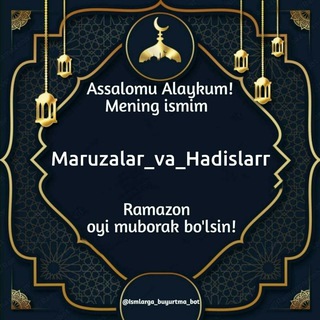 Assalomu Alaykum!
Mening ismim
Maruzalar_va_Hadislarr
Ramazon
oyi muborak bo'lsin!
@Ismlarga_buyurtma_bot